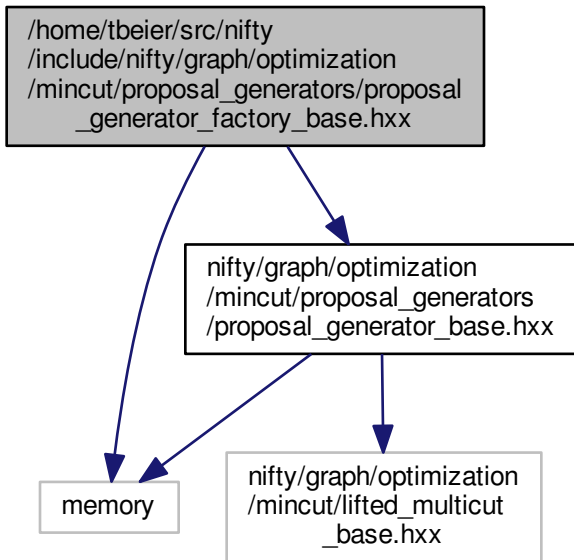 /home/tbeier/src/nifty
/include/nifty/graph/optimization
/mincut/proposal_generators/proposal
_generator_factory_base.hxx
nifty/graph/optimization
/mincut/proposal_generators
/proposal_generator_base.hxx
memory
nifty/graph/optimization
/mincut/lifted_multicut
_base.hxx